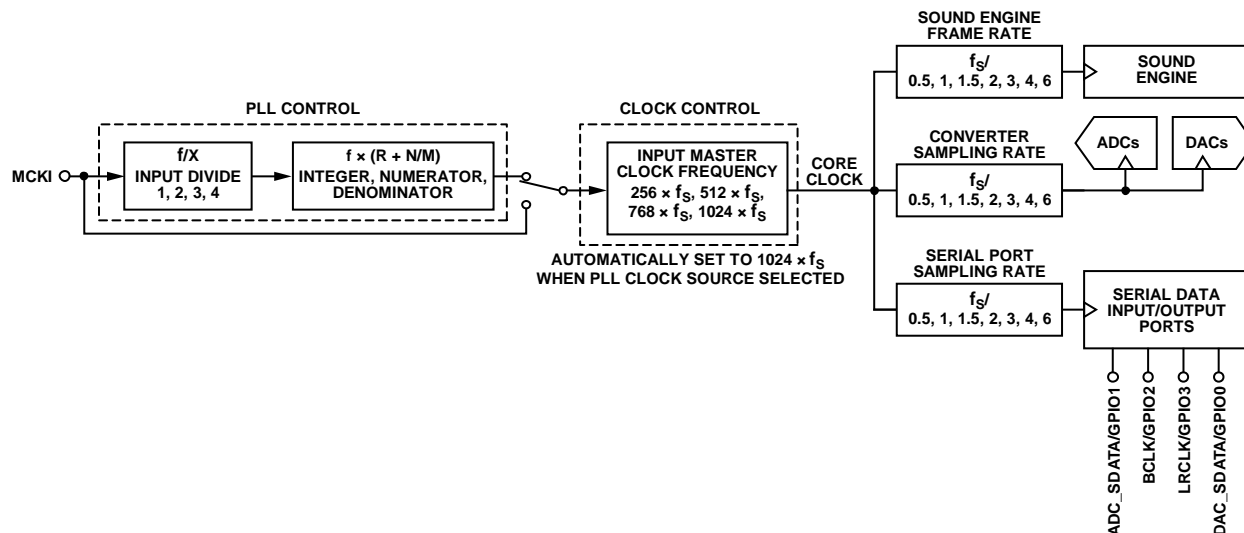 PLL CONTROL
MCKI
f/X
INPUT DIVIDE
1, 2, 3, 4
f × (R + N/M)
INTEGER, NUMERATOR,
DENOMINATOR
CLOCK CONTROL
INPUT MASTER
CLOCK FREQUENCY
256 × fS, 512 × fS,
768 × fS, 1024 × fS
AUTOMATICALLY SET TO 1024 × fS
WHEN PLL CLOCK SOURCE SELECTED
CORE
CLOCK
SOUND ENGINE
FRAME RATE
fS/
0.5, 1, 1.5, 2, 3, 4, 6
SOUND
ENGINE
CONVERTER
SAMPLING RATE
fS/
0.5, 1, 1.5, 2, 3, 4, 6
ADCs
DACs
SERIAL PORT
SAMPLING RATE
fS/
0.5, 1, 1.5, 2, 3, 4, 6
SERIAL DATA
INPUT/OUTPUT
PORTS
ADC_SDATA/GPIO1
BCLK/GPIO2
LRCLK/GPIO3
DAC_SDATA/GPIO0